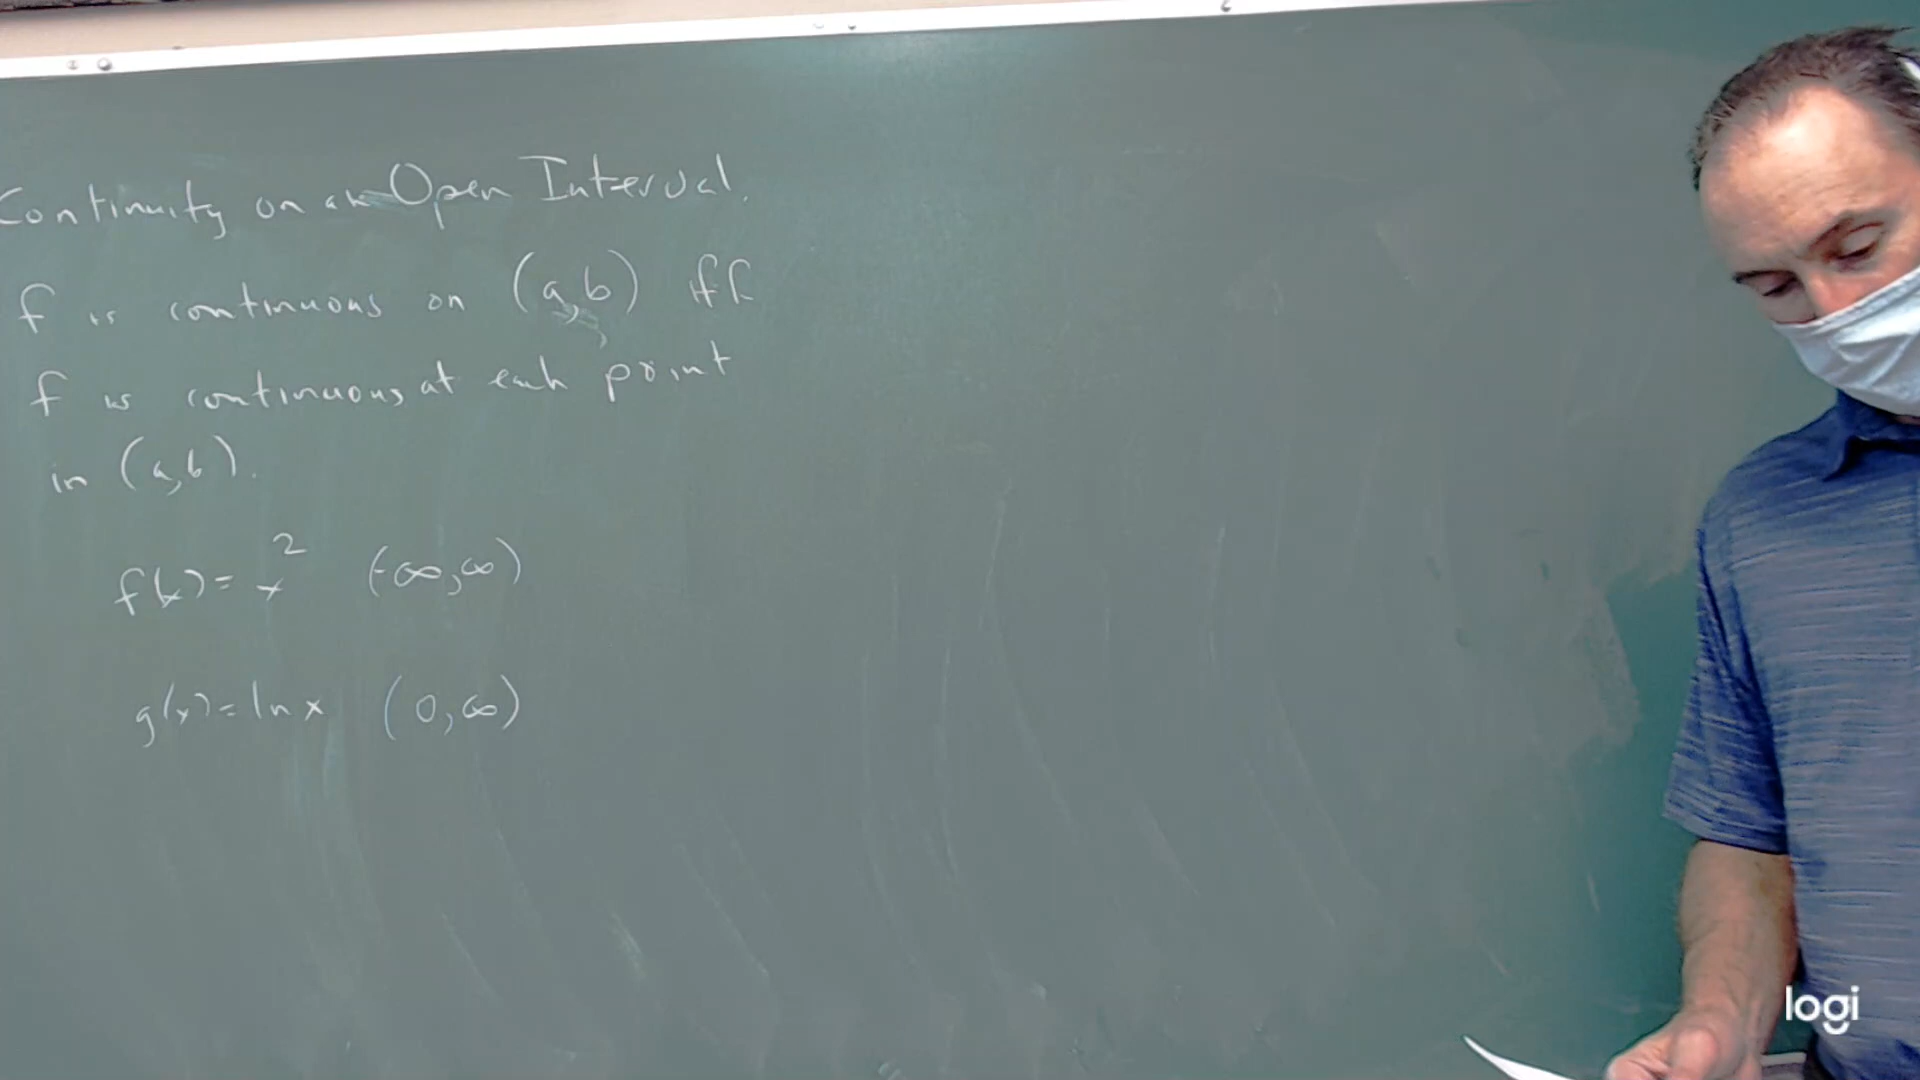 Continuity on an Open Interval.
f is continuous on (a,b) iff
f is continuous at each point
in (a,b).
f(x) = x² (-∞,∞)
g(x) = ln x (0,∞)
logi